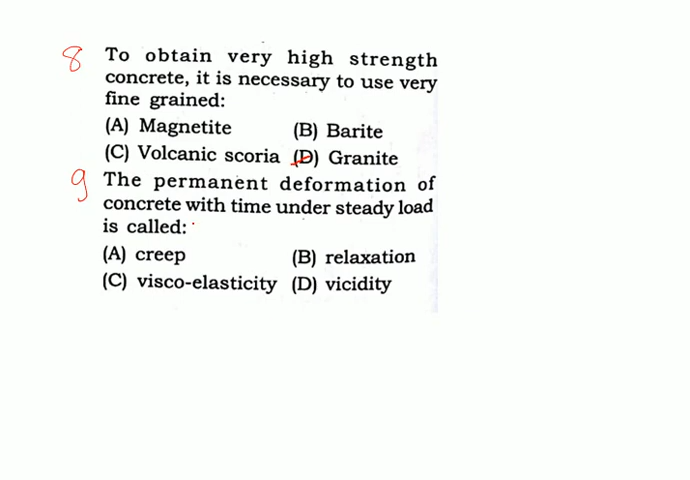 8 To obtain very high strength
concrete, it is necessary to use very
fine grained:
(A) Magnetite (B) Barite
(C) Volcanic scoria (D) Granite
9 The permanent deformation of
concrete with time under steady load
is called:
(A) creep (B) relaxation
(C) visco-elasticity (D) vicidity